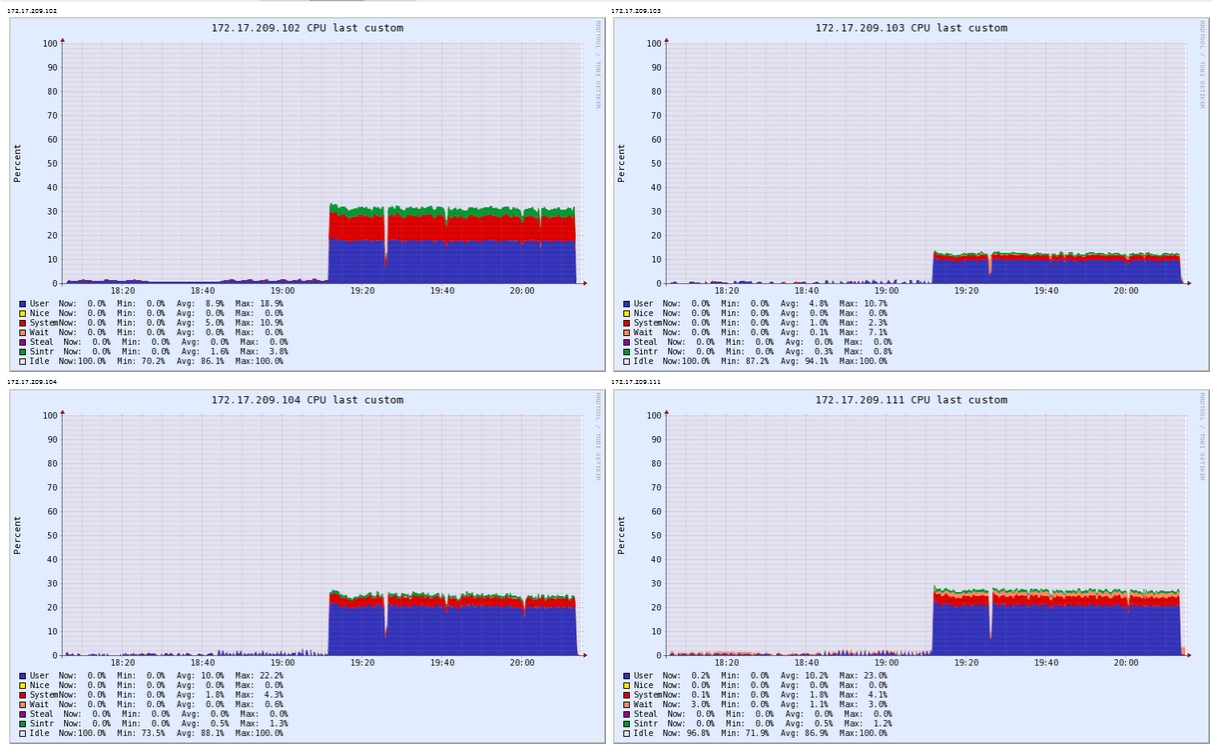 172.17.209.102
172.17.209.102 CPU last custom
RRDTOOL / TOBI OETIKER
Percent
100
90
80
70
60
50
40
30
20
10
0
18:20 18:40 19:00 19:20 19:40 20:00
User Now: 0.0% Min: 0.0% Avg: 8.9% Max: 18.9%
Nice Now: 0.0% Min: 0.0% Avg: 0.0% Max: 0.0%
SystemNow: 0.0% Min: 0.0% Avg: 5.0% Max: 10.9%
Wait Now: 0.0% Min: 0.0% Avg: 0.0% Max: 0.0%
Steal Now: 0.0% Min: 0.0% Avg: 0.0% Max: 0.0%
Sintr Now: 0.0% Min: 0.0% Avg: 1.6% Max: 3.8%
Idle Now:100.0% Min: 70.2% Avg: 86.1% Max:100.0%
172.17.209.103
172.17.209.103 CPU last custom
RRDTOOL / TOBI OETIKER
Percent
100
90
80
70
60
50
40
30
20
10
0
18:20 18:40 19:00 19:20 19:40 20:00
User Now: 0.0% Min: 0.0% Avg: 4.8% Max: 10.7%
Nice Now: 0.0% Min: 0.0% Avg: 0.0% Max: 0.0%
SystemNow: 0.0% Min: 0.0% Avg: 1.0% Max: 2.3%
Wait Now: 0.0% Min: 0.0% Avg: 0.1% Max: 7.1%
Steal Now: 0.0% Min: 0.0% Avg: 0.0% Max: 0.0%
Sintr Now: 0.0% Min: 0.0% Avg: 0.3% Max: 0.8%
Idle Now:100.0% Min: 87.2% Avg: 94.1% Max:100.0%
172.17.209.104
172.17.209.104 CPU last custom
RRDTOOL / TOBI OETIKER
Percent
100
90
80
70
60
50
40
30
20
10
0
18:20 18:40 19:00 19:20 19:40 20:00
User Now: 0.0% Min: 0.0% Avg: 10.0% Max: 22.2%
Nice Now: 0.0% Min: 0.0% Avg: 0.0% Max: 0.0%
SystemNow: 0.0% Min: 0.0% Avg: 1.8% Max: 4.3%
Wait Now: 0.0% Min: 0.0% Avg: 0.0% Max: 0.6%
Steal Now: 0.0% Min: 0.0% Avg: 0.0% Max: 0.0%
Sintr Now: 0.0% Min: 0.0% Avg: 0.5% Max: 1.3%
Idle Now:100.0% Min: 73.5% Avg: 88.1% Max:100.0%
172.17.209.111
172.17.209.111 CPU last custom
RRDTOOL / TOBI OETIKER
Percent
100
90
80
70
60
50
40
30
20
10
0
18:20 18:40 19:00 19:20 19:40 20:00
User Now: 0.2% Min: 0.0% Avg: 10.2% Max: 23.0%
Nice Now: 0.0% Min: 0.0% Avg: 0.0% Max: 0.0%
SystemNow: 0.1% Min: 0.0% Avg: 1.8% Max: 4.1%
Wait Now: 3.0% Min: 0.0% Avg: 1.1% Max: 3.0%
Steal Now: 0.0% Min: 0.0% Avg: 0.0% Max: 0.0%
Sintr Now: 0.0% Min: 0.0% Avg: 0.5% Max: 1.2%
Idle Now: 96.8% Min: 71.9% Avg: 86.9% Max:100.0%